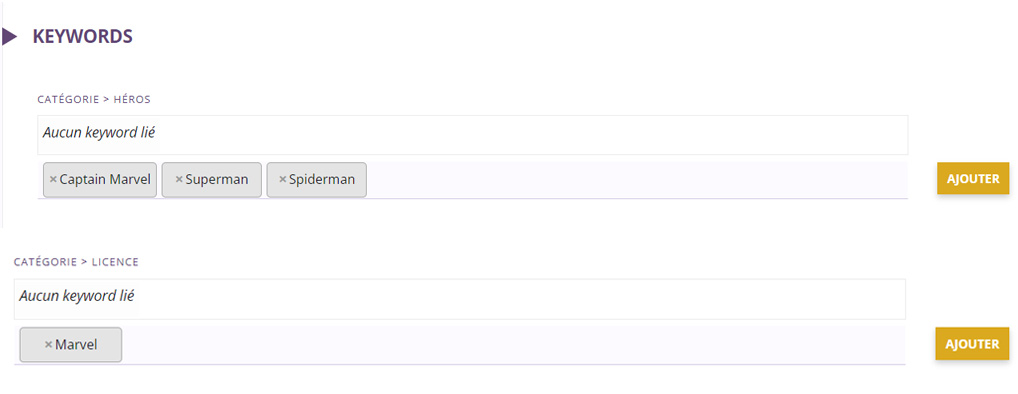 KEYWORDS
CATÉGORIE > HÉROS
Aucun keyword lié
× Captain Marvel × Superman × Spiderman AJOUTER
CATÉGORIE > LICENCE
Aucun keyword lié
× Marvel AJOUTER